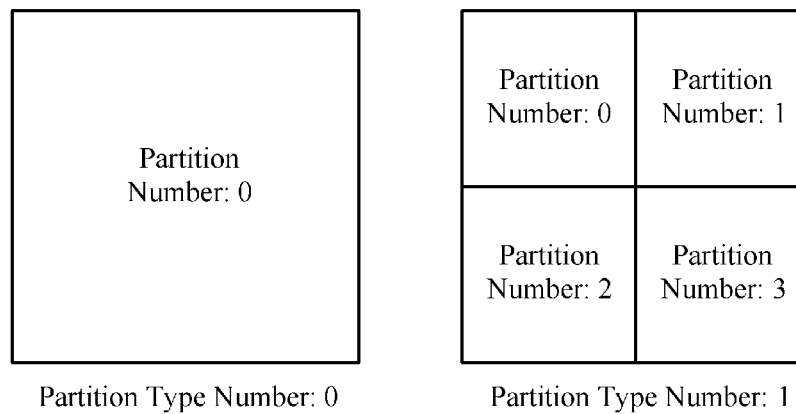 Partition
Number: 0
Partition Type Number: 0
Partition
Number: 0
Partition
Number: 1
Partition
Number: 2
Partition
Number: 3
Partition Type Number: 1